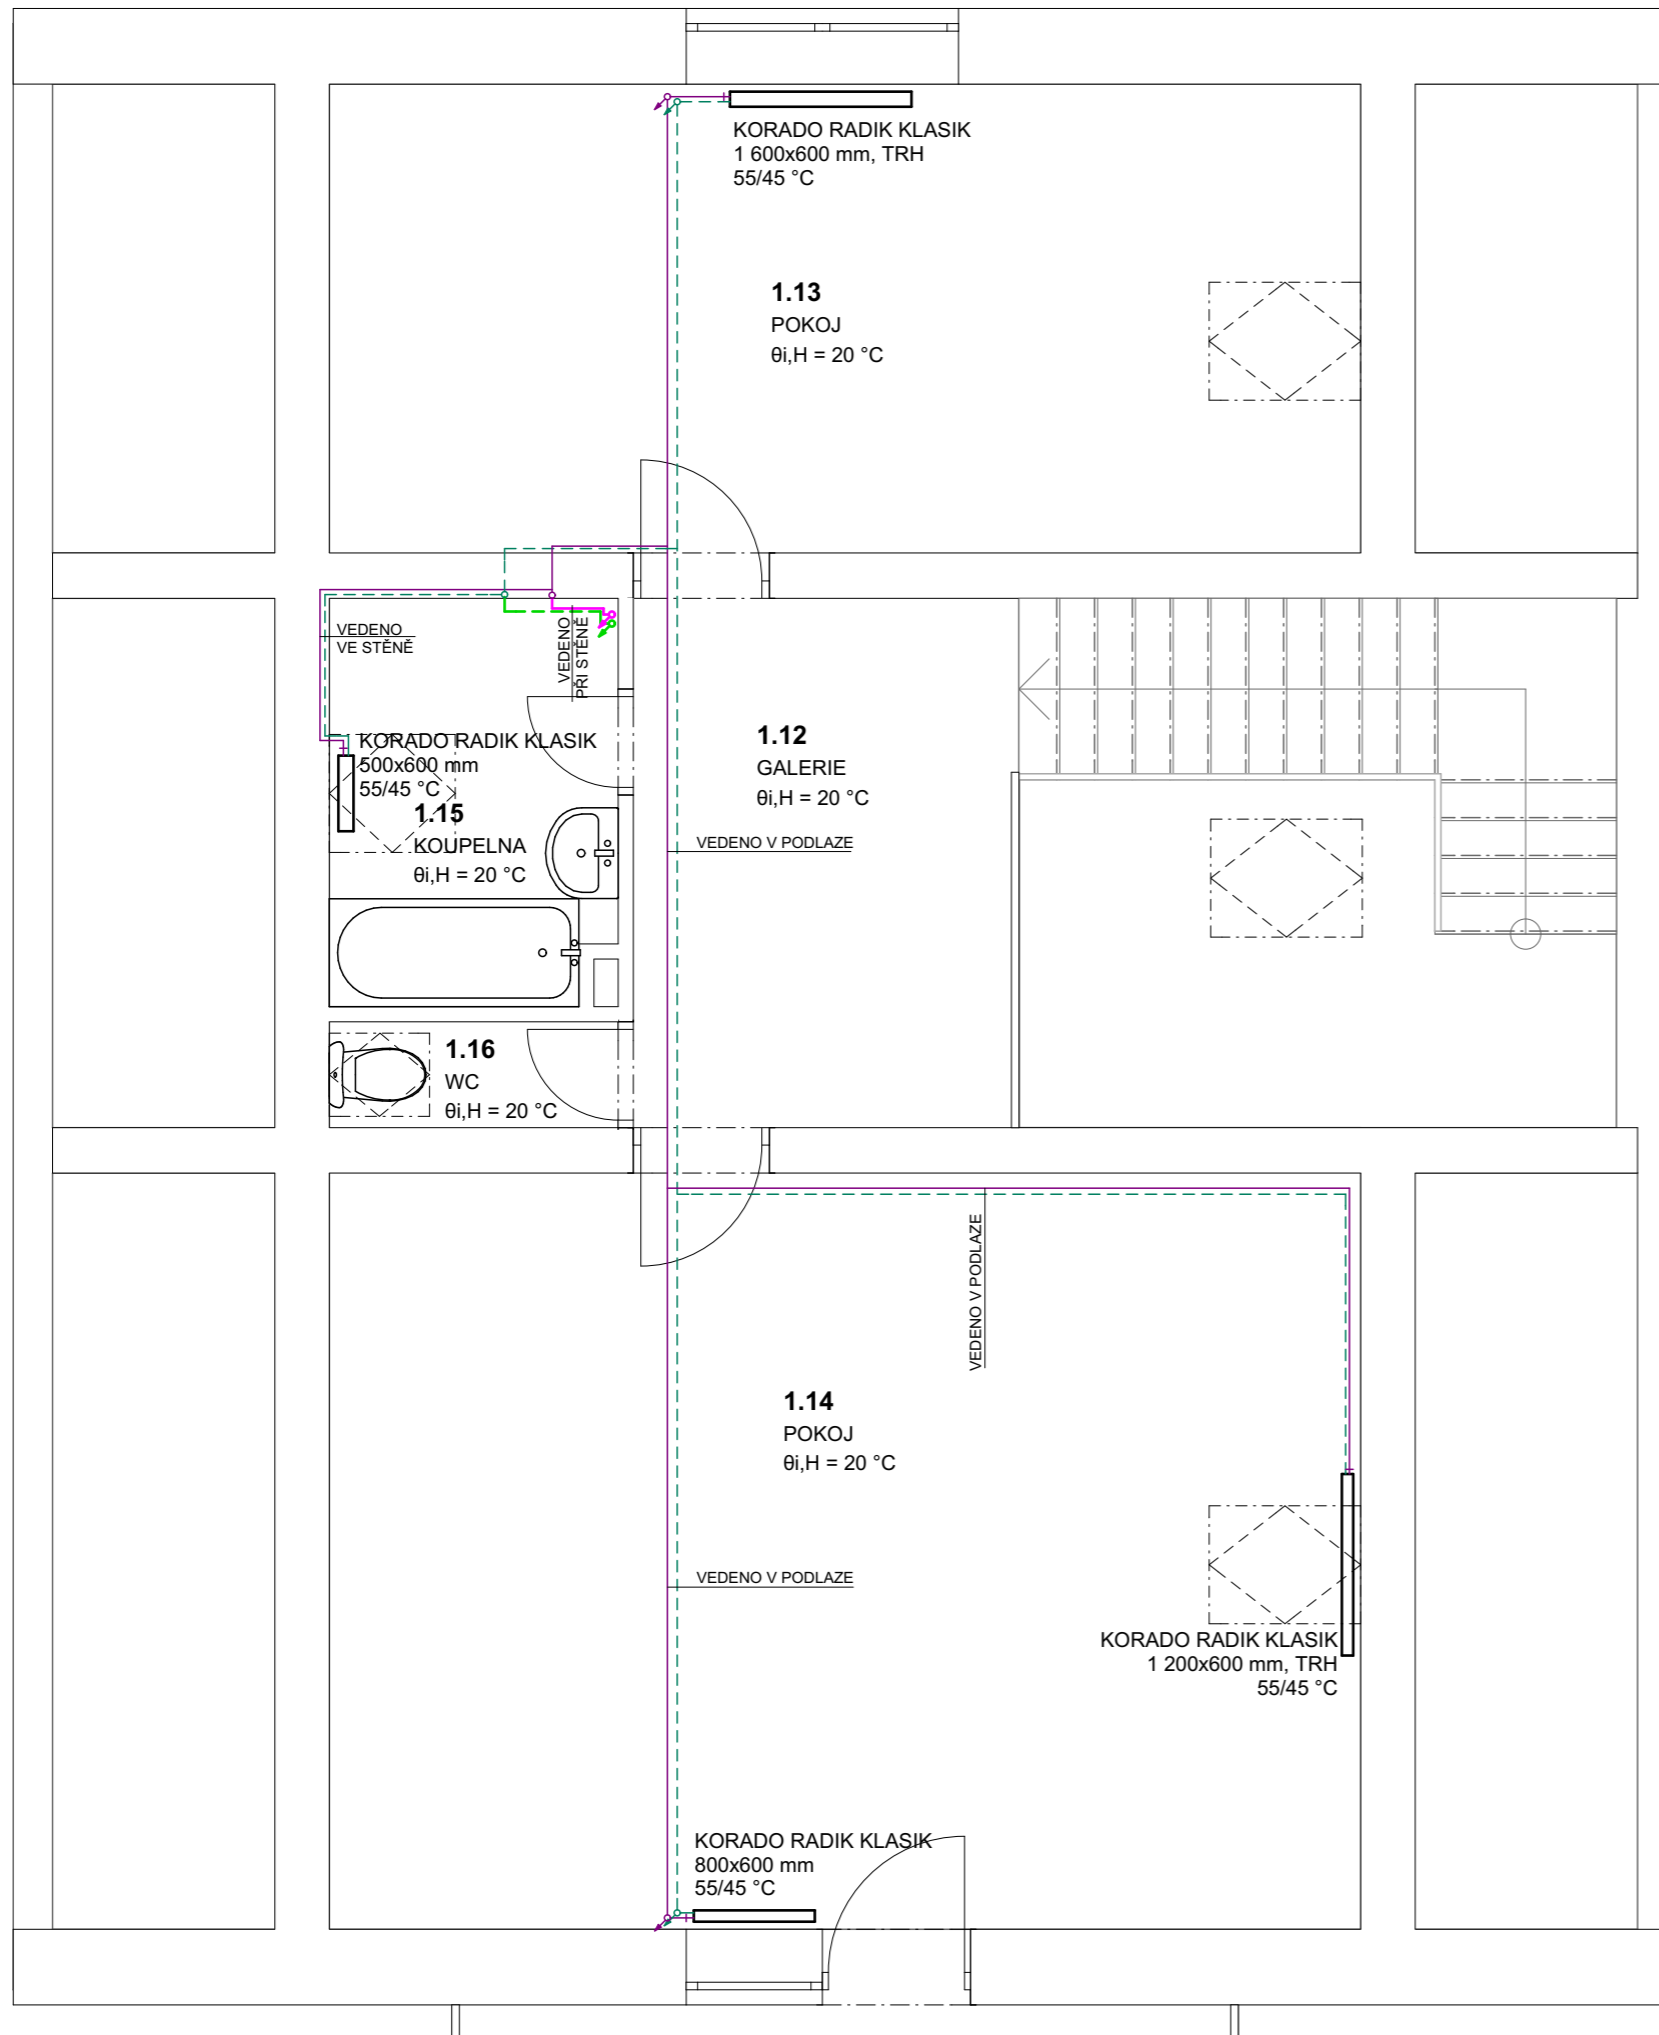 KORADO RADIK KLASIK
1 600x600 mm, TRH
55/45 °C
1.13
POKOJ
θi,H = 20 °C
VEDENO
VE STĚNĚ
VEDENO
PŘI STĚNĚ
KORADO RADIK KLASIK
500x600 mm
55/45 °C
1.15
KOUPELNA
θi,H = 20 °C
1.12
GALERIE
θi,H = 20 °C
VEDENO V PODLAZE
1.16
WC
θi,H = 20 °C
VEDENO V PODLAZE
1.14
POKOJ
θi,H = 20 °C
VEDENO V PODLAZE
KORADO RADIK KLASIK
1 200x600 mm, TRH
55/45 °C
KORADO RADIK KLASIK
800x600 mm
55/45 °C